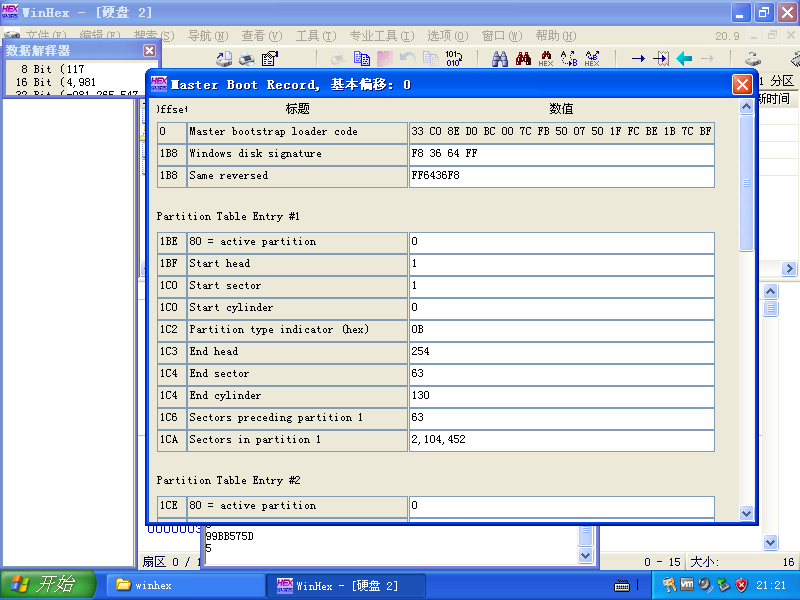 WinHex - [硬盘 2]
文件(F) 编辑(E) 搜索(S) 导航(N) 查看(V) 工具(T) 专业工具(I) 选项(O) 窗口(W) 帮助(H) 20.9
数据解释器
8 Bit (117
16 Bit (4,981
32 Bit (-981,285,547
Master Boot Record, 基本偏移: 0
分区
新时间
标题 数值
0 Master bootstrap loader code 33 C0 8E D0 BC 00 7C FB 50 07 50 1F FC BE 1B 7C BF
1B8 Windows disk signature F8 36 64 FF
1B8 Same reversed FF6436F8
Partition Table Entry #1
1BE 80 = active partition 0
1BF Start head 1
1C0 Start sector 1
1C0 Start cylinder 0
1C2 Partition type indicator (hex) 0B
1C3 End head 254
1C4 End sector 63
1C4 End cylinder 130
1C6 Sectors preceding partition 1 63
1CA Sectors in partition 1 2,104,452
Partition Table Entry #2
1CE 80 = active partition 0
99BB575D
5
扇区 0 / 1 0 - 15 大小: 16
开始 winhex WinHex - [硬盘 2] 21:21